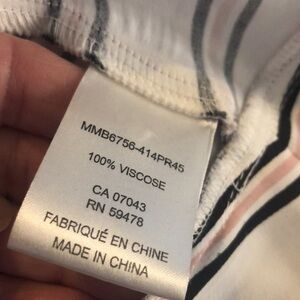 MMB6756-414PR45
100% VISCOSE
CA 07043
RN 59478
FABRIQUÉ EN CHINE
MADE IN CHINA